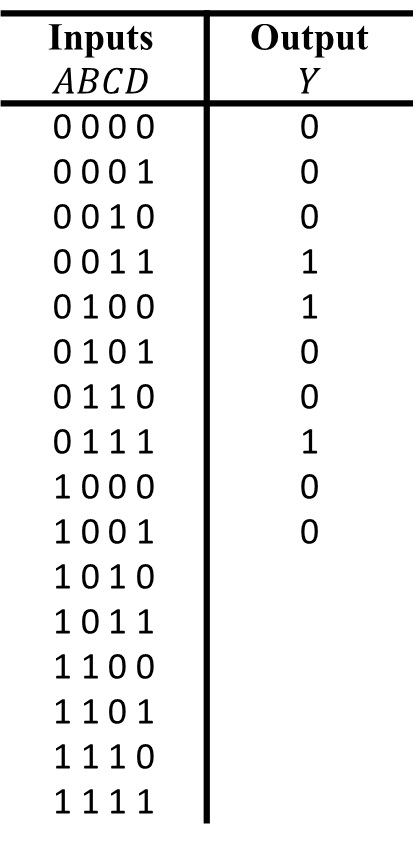 Inputs Output
ABCD Y
0 0 0 0 0
0 0 0 1 0
0 0 1 0 0
0 0 1 1 1
0 1 0 0 1
0 1 0 1 0
0 1 1 0 0
0 1 1 1 1
1 0 0 0 0
1 0 0 1 0
1 0 1 0
1 0 1 1
1 1 0 0
1 1 0 1
1 1 1 0
1 1 1 1